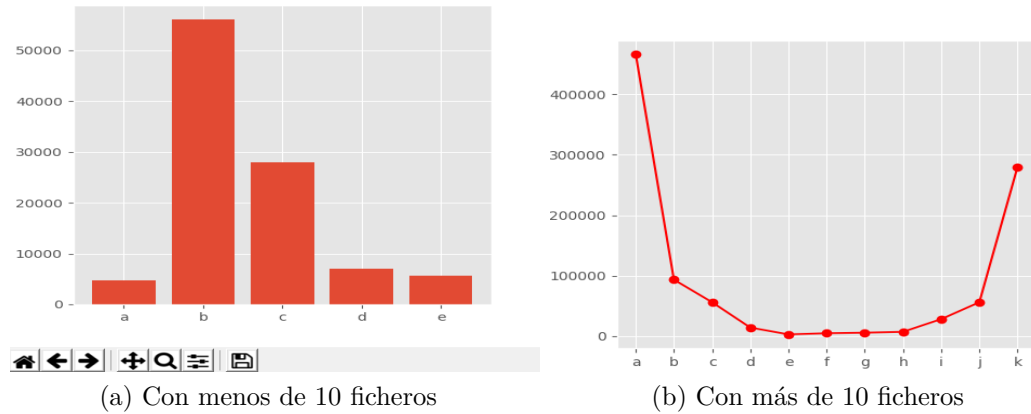 50000
40000
30000
20000
10000
0
a b c d e
(a) Con menos de 10 ficheros
400000
300000
200000
100000
0
a b c d e f g h i j k
(b) Con más de 10 ficheros